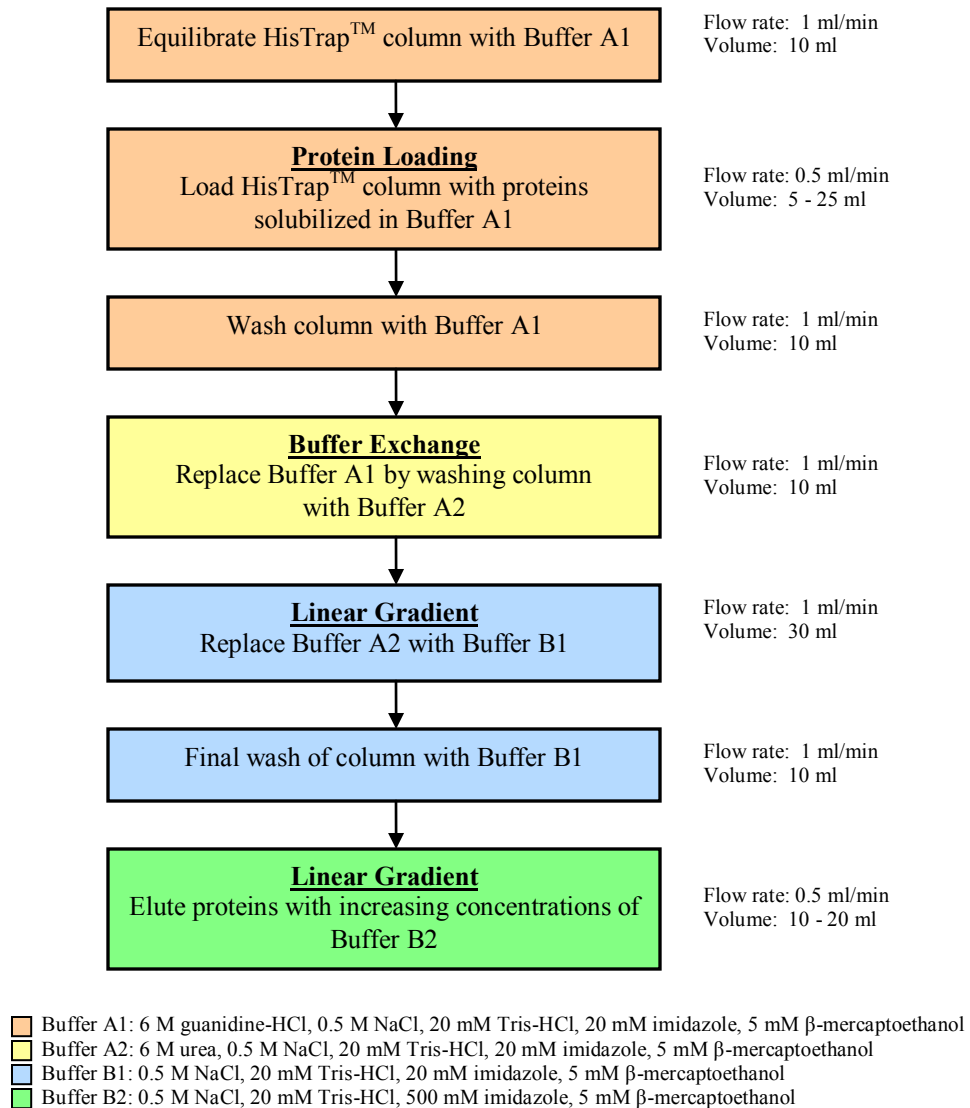 Equilibrate HisTrap™ column with Buffer A1
Flow rate:  1 ml/min
Volume:  10 ml
Protein Loading
Load HisTrap™ column with proteins
solubilized in Buffer A1
Flow rate: 0.5 ml/min
Volume:  5 - 25 ml
Wash column with Buffer A1
Flow rate:  1 ml/min
Volume:  10 ml
Buffer Exchange
Replace Buffer A1 by washing column
with Buffer A2
Flow rate:  1 ml/min
Volume:  10 ml
Linear Gradient
Replace Buffer A2 with Buffer B1
Flow rate:  1 ml/min
Volume:  30 ml
Final wash of column with Buffer B1
Flow rate:  1 ml/min
Volume:  10 ml
Linear Gradient
Elute proteins with increasing concentrations of
Buffer B2
Flow rate: 0.5 ml/min
Volume:  10 - 20 ml
Buffer A1: 6 M guanidine-HCl, 0.5 M NaCl, 20 mM Tris-HCl, 20 mM imidazole, 5 mM β-mercaptoethanol
Buffer A2: 6 M urea, 0.5 M NaCl, 20 mM Tris-HCl, 20 mM imidazole, 5 mM β-mercaptoethanol
Buffer B1: 0.5 M NaCl, 20 mM Tris-HCl, 20 mM imidazole, 5 mM β-mercaptoethanol
Buffer B2: 0.5 M NaCl, 20 mM Tris-HCl, 500 mM imidazole, 5 mM β-mercaptoethanol